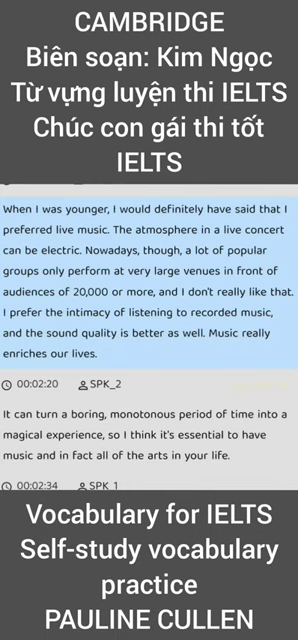 CAMBRIDGE
Biên soạn: Kim Ngọc
Từ vựng luyện thi IELTS
Chúc con gái thi tốt
IELTS
When I was younger, I would definitely have said that I
preferred live music. The atmosphere in a live concert
can be electric. Nowadays, though, a lot of popular
groups only perform at very large venues in front of
audiences of 20,000 or more, and I don't really like that.
I prefer the intimacy of listening to recorded music,
and the sound quality is better as well. Music really
enriches our lives.
00:02:20 SPK_2
It can turn a boring, monotonous period of time into a
magical experience, so I think it's essential to have
music and in fact all of the arts in your life.
00:02:34 SPK_1
Vocabulary for IELTS
Self-study vocabulary
practice
PAULINE CULLEN